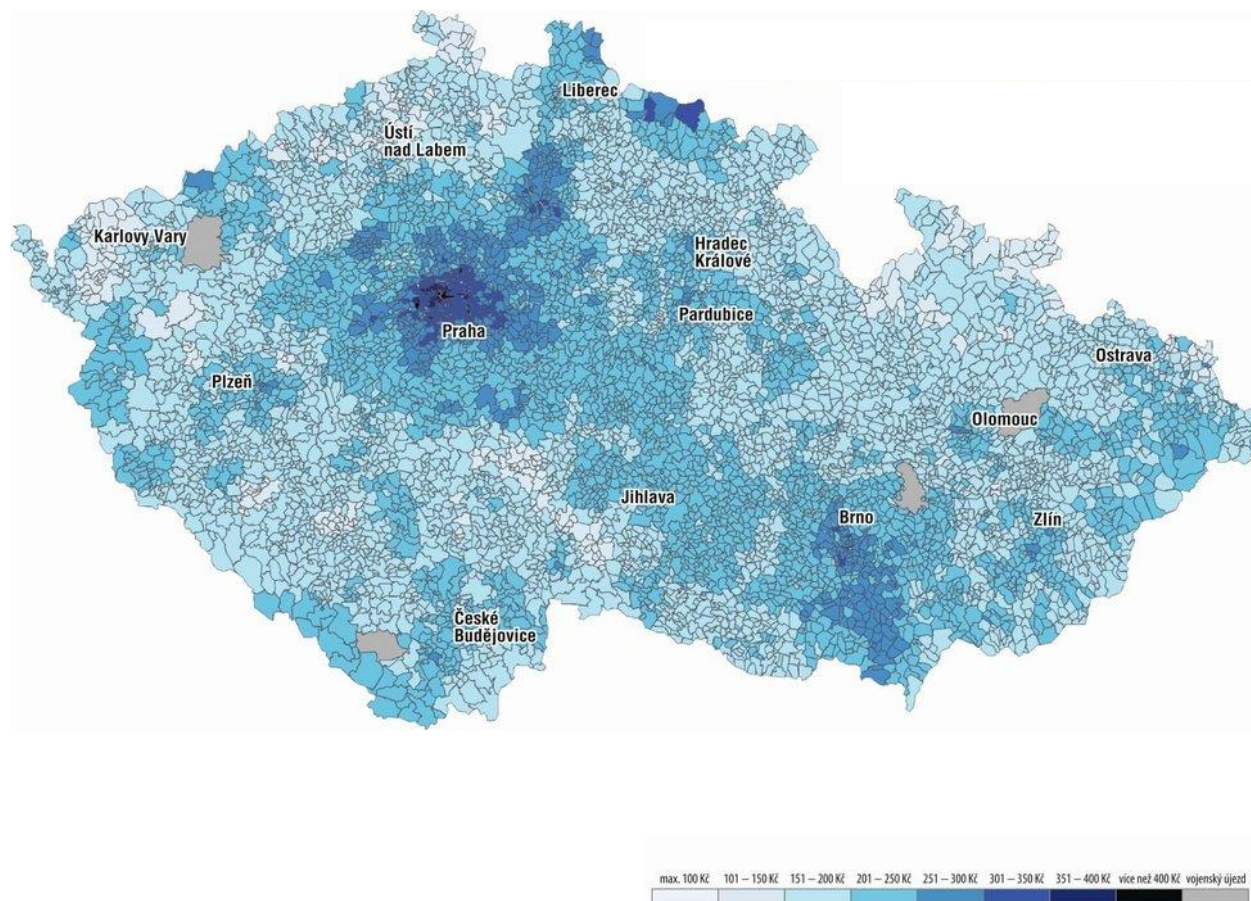 Liberec
Ústí
nad Labem
Karlovy Vary
Hradec
Králové
Pardubice
Praha
Plzeň
Ostrava
Olomouc
Jihlava
Brno
Zlín
České
Budějovice
max. 100 Kč 101 – 150 Kč 151 – 200 Kč 201 – 250 Kč 251 – 300 Kč 301 – 350 Kč 351 – 400 Kč více než 400 Kč vojenský újezd